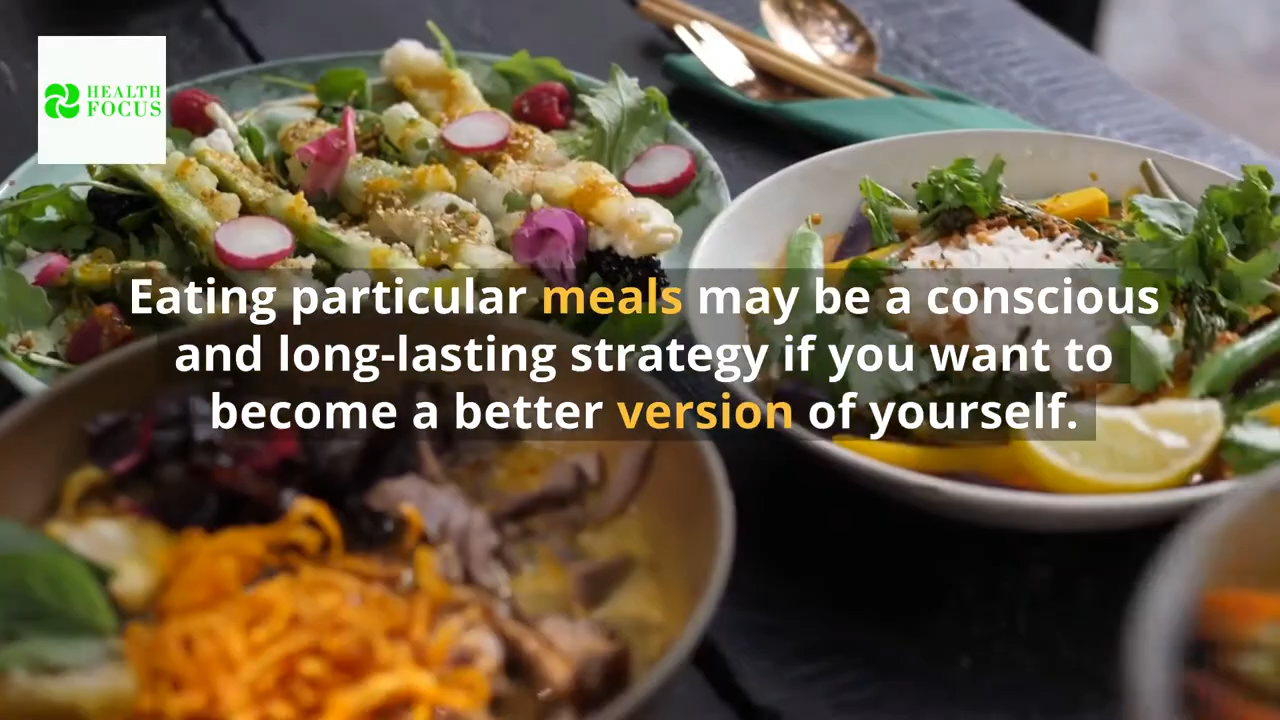 HEALTH
FOCUS
Eating particular meals may be a conscious
and long-lasting strategy if you want to
become a better version of yourself.